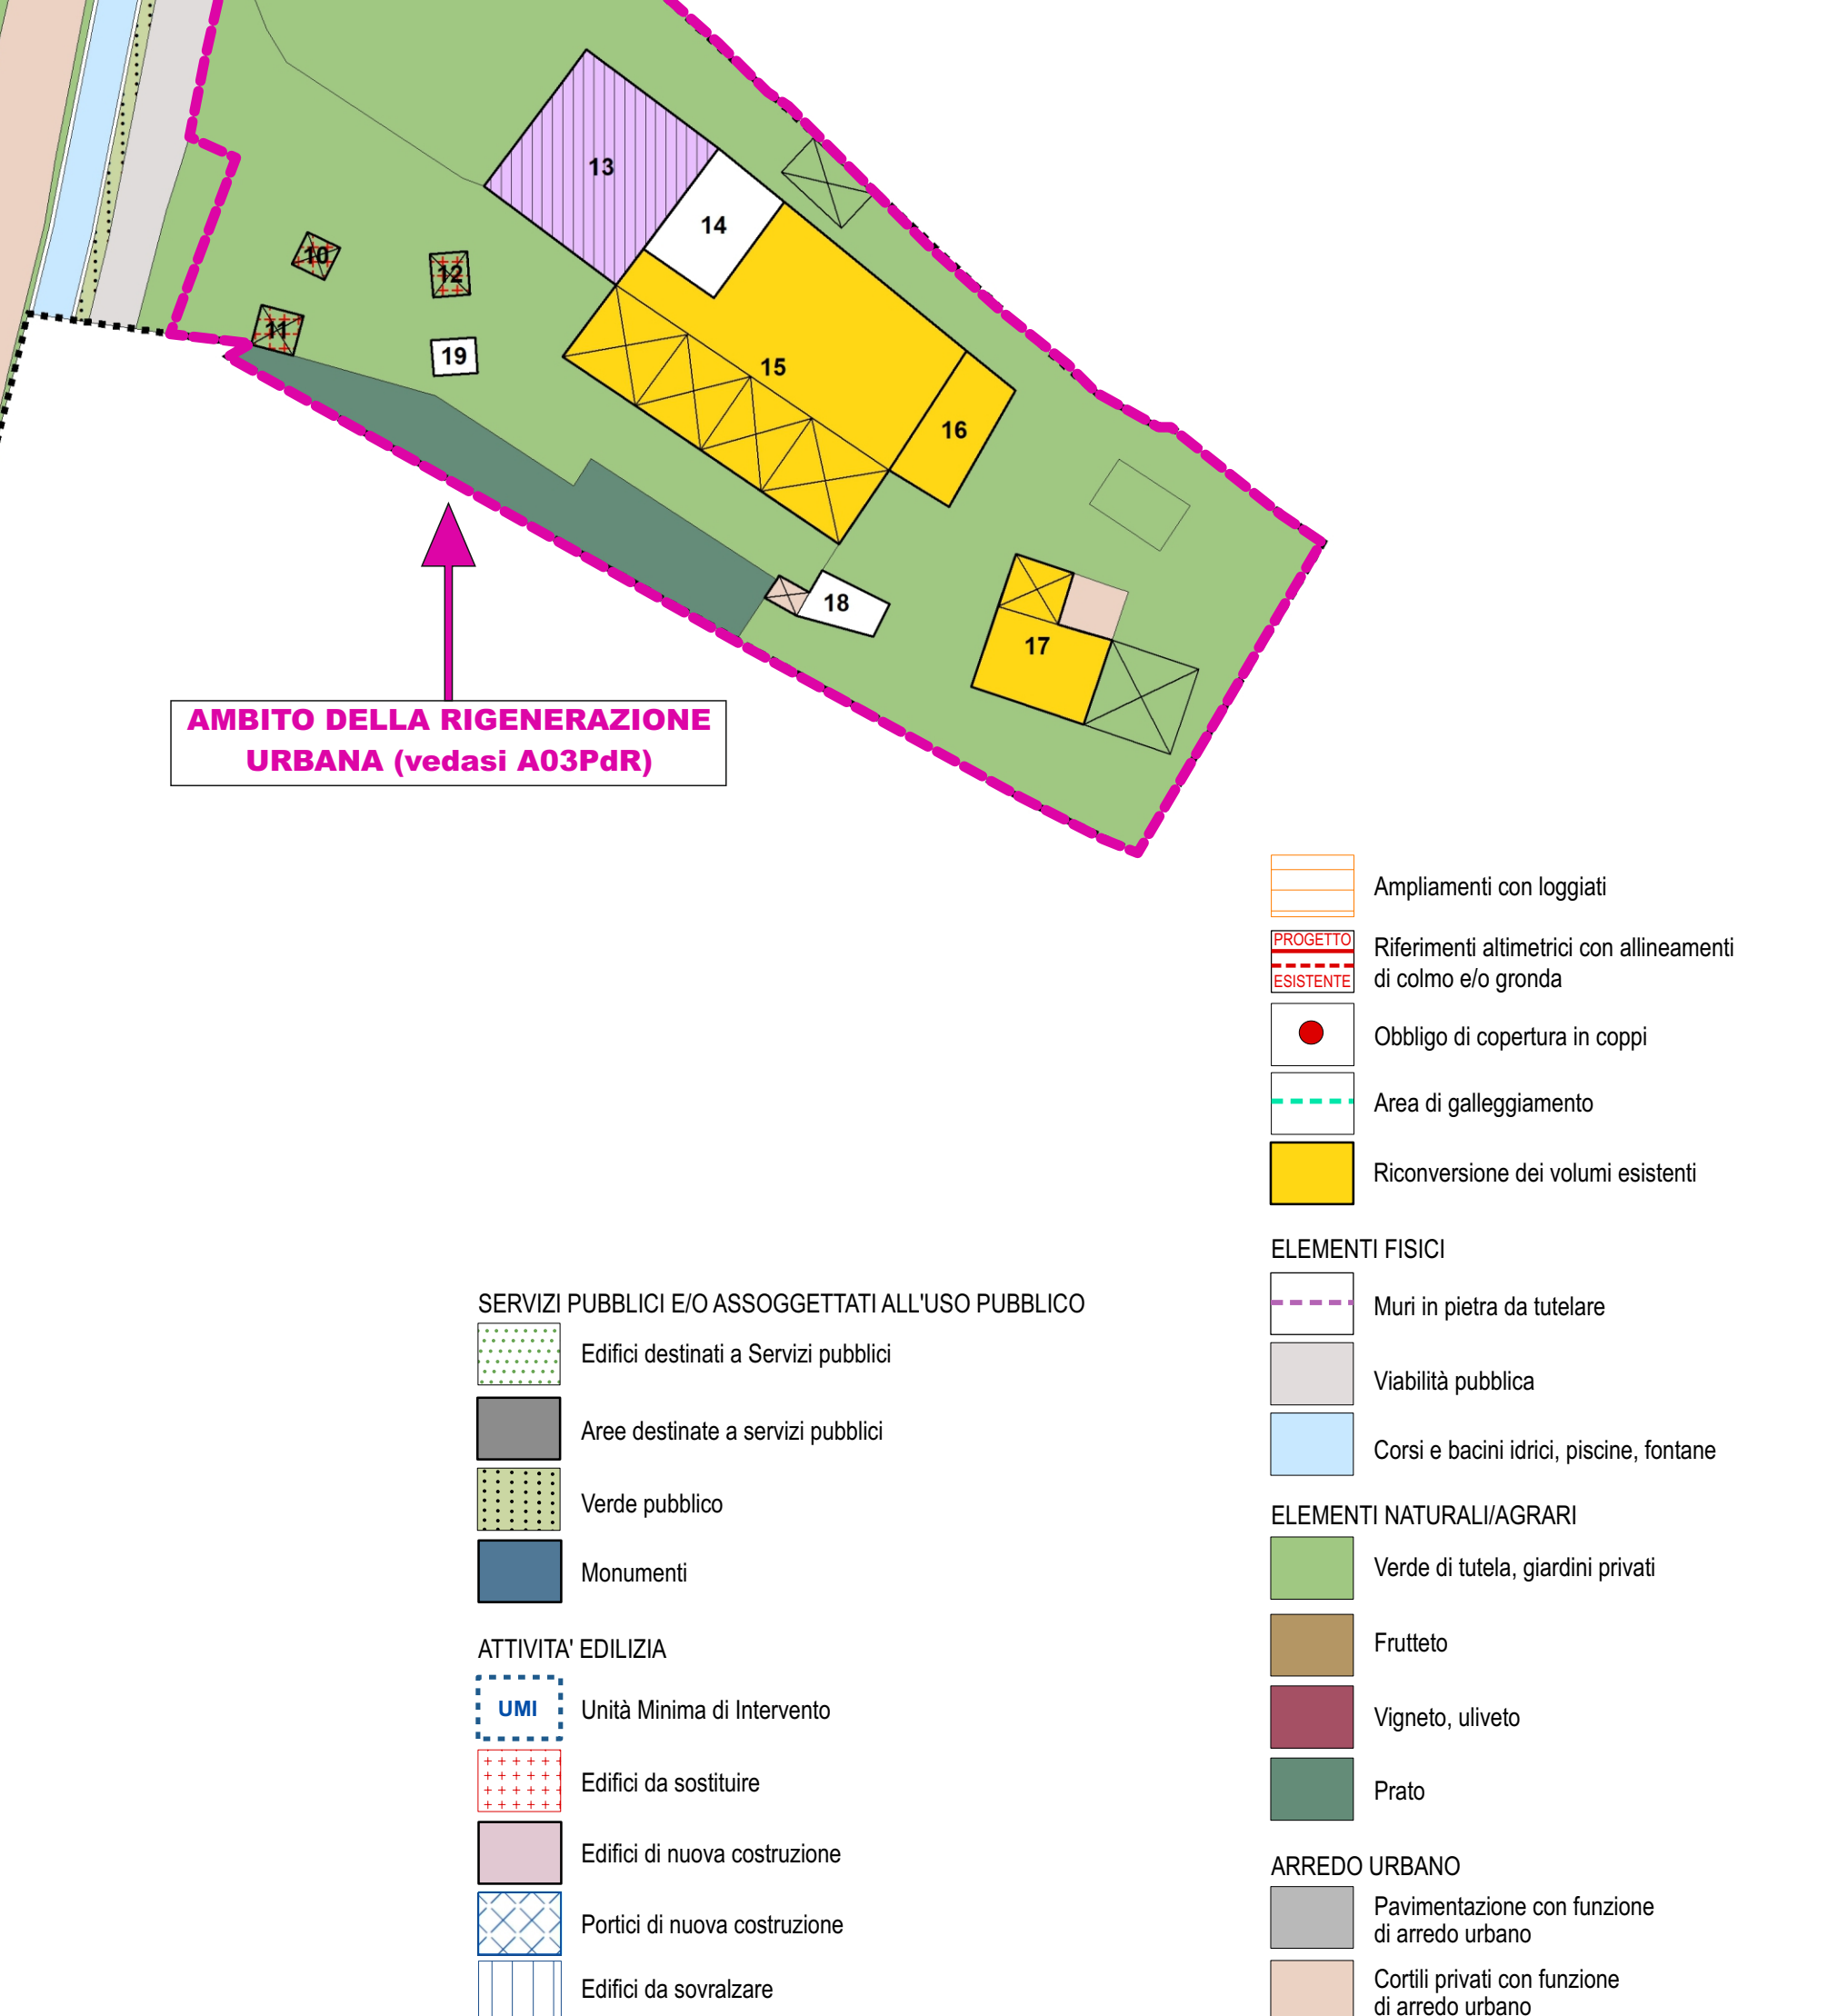 13
14
10
12
11
19
15
16
18
17
AMBITO DELLA RIGENERAZIONE
URBANA (vedasi A03PdR)
Ampliamenti con loggiati
PROGETTO
ESISTENTE
Riferimenti altimetrici con allineamenti
di colmo e/o gronda
Obbligo di copertura in coppi
Area di galleggiamento
Riconversione dei volumi esistenti
ELEMENTI FISICI
Muri in pietra da tutelare
Viabilità pubblica
Corsi e bacini idrici, piscine, fontane
ELEMENTI NATURALI/AGRARI
Verde di tutela, giardini privati
Frutteto
Vigneto, uliveto
Prato
ARREDO URBANO
Pavimentazione con funzione
di arredo urbano
Cortili privati con funzione
di arredo urbano
SERVIZI PUBBLICI E/O ASSOGGETTATI ALL'USO PUBBLICO
Edifici destinati a Servizi pubblici
Aree destinate a servizi pubblici
Verde pubblico
Monumenti
ATTIVITA' EDILIZIA
UMI
Unità Minima di Intervento
Edifici da sostituire
Edifici di nuova costruzione
Portici di nuova costruzione
Edifici da sovralzare